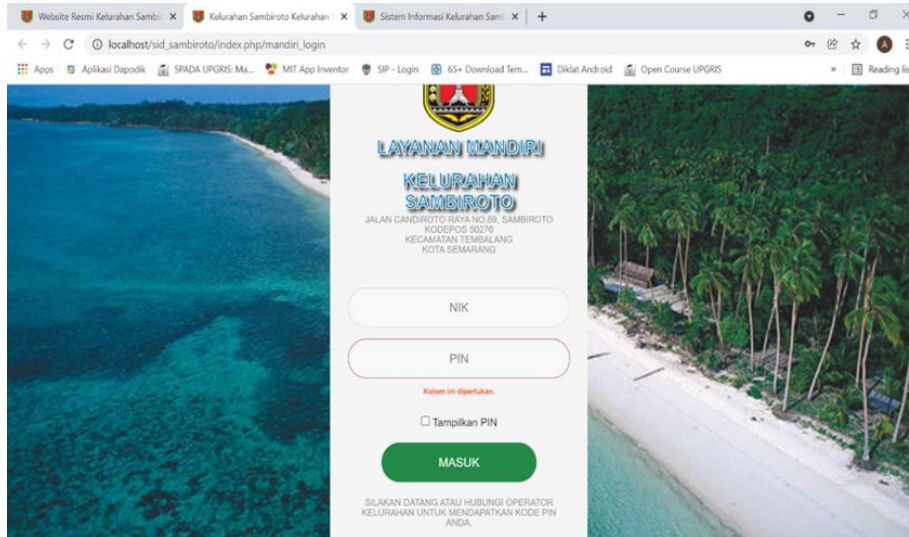 Website Resmi Kelurahan Sambir
Kelurahan Sambiroto Kelurahan
Sistem Informasi Kelurahan Sam
localhost/sid_sambiroto/index.php/mandiri_login
Apps
Aplikasi Dapodik
SPADA UPGRIS: Ma...
MIT App Inventor
SIP - Login
65+ Download Tem...
Diklat Android
Open Course UPGRIS
Reading lis
LAYANAN MANDIRI
KELURAHAN
SAMBIROTO
JALAN CANDIROTO RAYA NO.89, SAMBIROTO
KODEPOS 50276
KECAMATAN TEMBALANG
KOTA SEMARANG
NIK
PIN
Kolom ini diperlukan.
Tampilkan PIN
MASUK
SILAKAN DATANG ATAU HUBUNGI OPERATOR
KELURAHAN UNTUK MENDAPATKAN KODE PIN
ANDA.